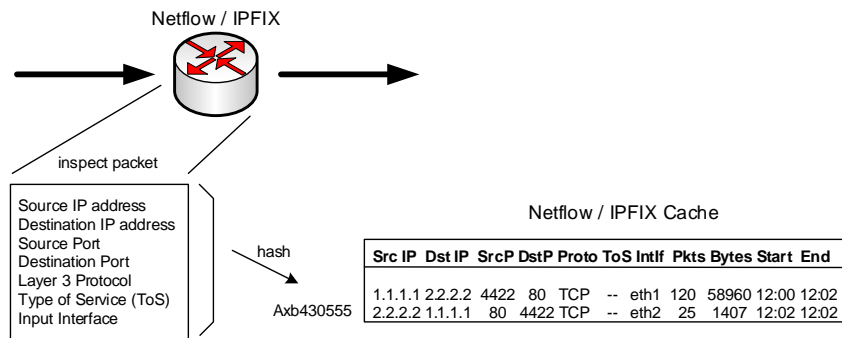 Netflow / IPFIX
inspect packet
Source IP address
Destination IP address
Source Port
Destination Port
Layer 3 Protocol
Type of Service (ToS)
Input Interface
hash
Axb430555
Netflow / IPFIX Cache
Src IP Dst IP SrcP DstP Proto ToS IntIf Pkts Bytes Start End
1.1.1.1 2.2.2.2 4422 80 TCP -- eth1 120 58960 12:00 12:02
2.2.2.2 1.1.1.1 80 4422 TCP -- eth2 25 1407 12:02 12:02